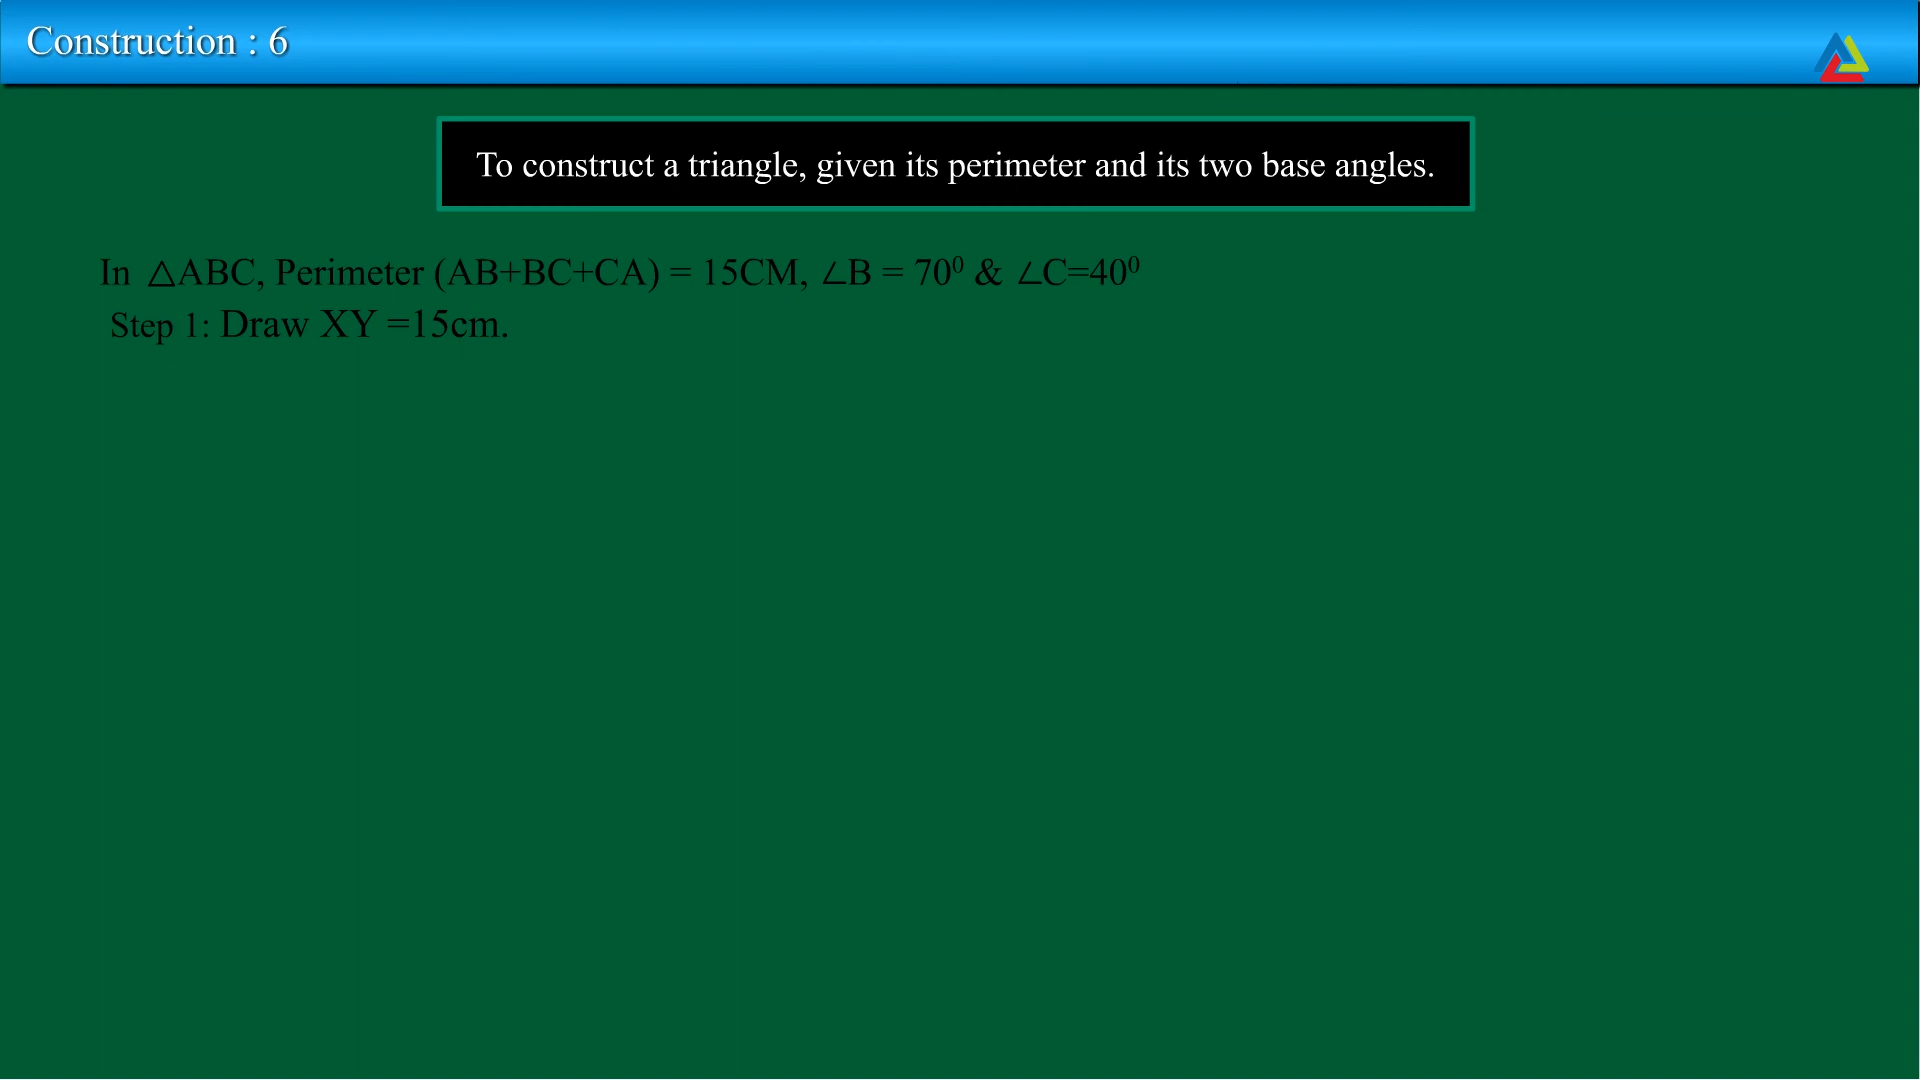 Construction : 6
To construct a triangle, given its perimeter and its two base angles.
In △ABC, Perimeter (AB+BC+CA) = 15CM, ∠B = 70⁰ & ∠C=40⁰
Step 1: Draw XY =15cm.